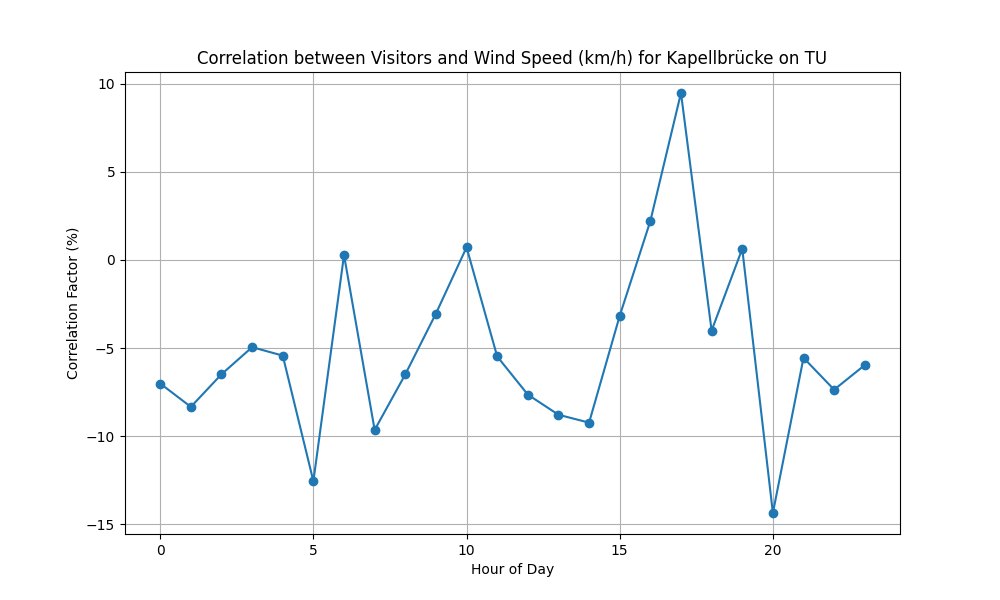 Correlation between Visitors and Wind Speed (km/h) for Kapellbrücke on TU
Correlation Factor (%)
10
5
0
−5
−10
−15
0 5 10 15 20
Hour of Day